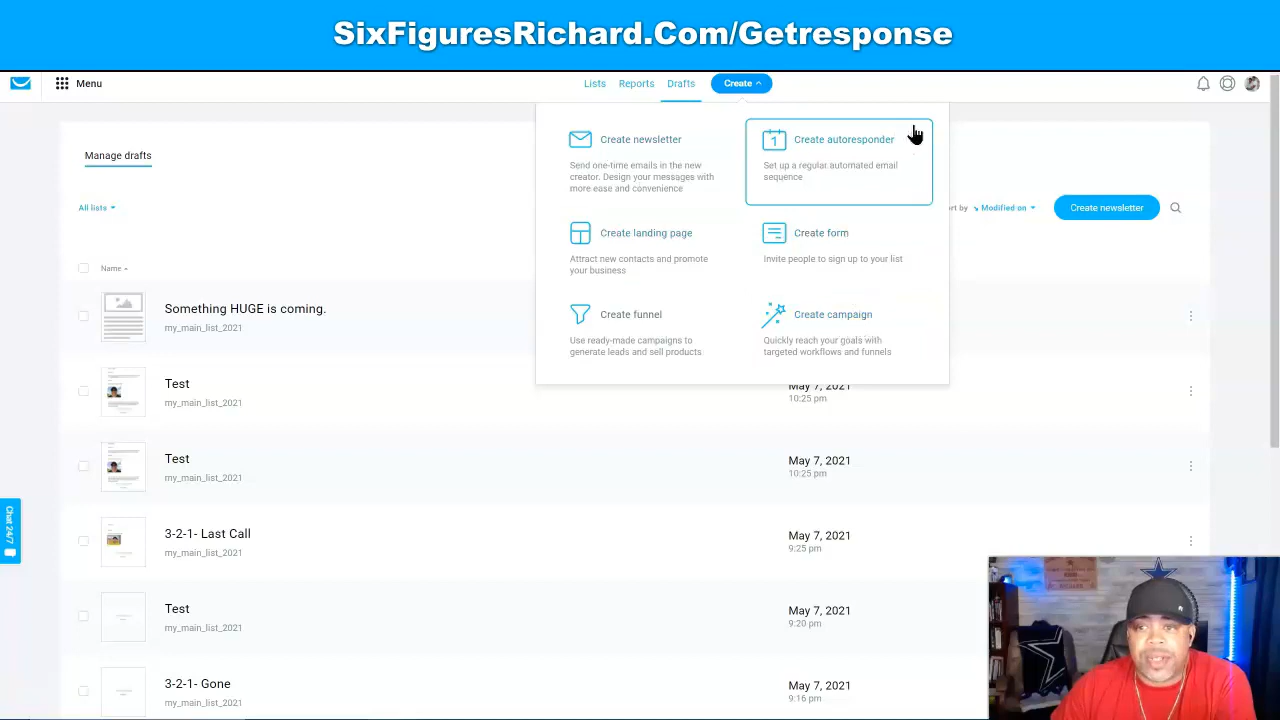 SixFiguresRichard.Com/Getresponse
Menu
Lists
Reports
Drafts
Create
Create newsletter
Send one-time emails in the new
creator. Design your messages with
more ease and convenience
Create autoresponder
Set up a regular automated email
sequence
Create landing page
Attract new contacts and promote
your business
Create form
Invite people to sign up to your list
Create funnel
Use ready-made campaigns to
generate leads and sell products
Create campaign
Quickly reach your goals with
targeted workflows and funnels
Manage drafts
All lists
rt by
Modified on
Create newsletter
Name
Something HUGE is coming.
my_main_list_2021
Test
my_main_list_2021
May 7, 2021
10:25 pm
Test
my_main_list_2021
May 7, 2021
10:25 pm
3-2-1- Last Call
my_main_list_2021
May 7, 2021
9:25 pm
Test
my_main_list_2021
May 7, 2021
9:20 pm
3-2-1- Gone
my_main_list_2021
May 7, 2021
9:16 pm
Chat 24/7
1